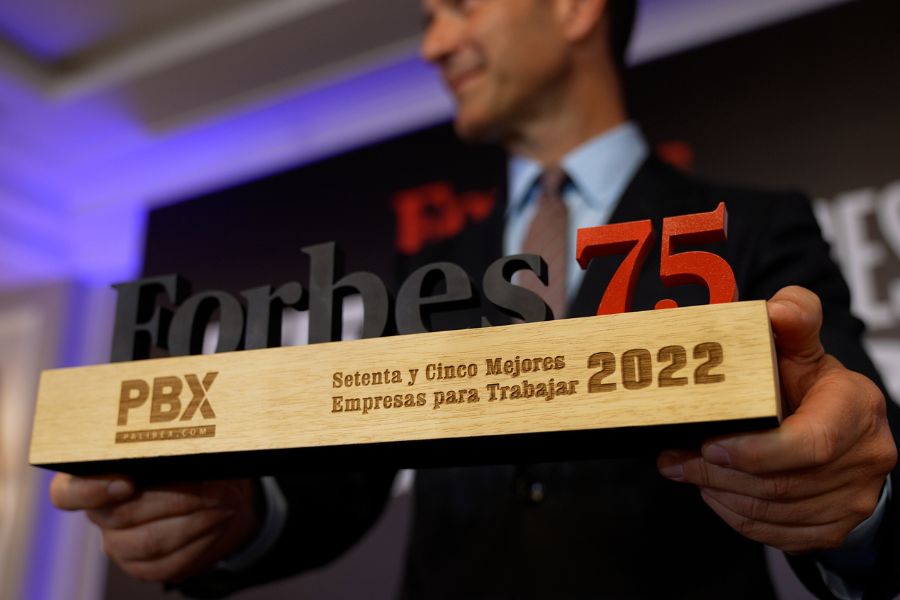 Forbes 75
PBX
PALIBEX.COM
Setenta y Cinco Mejores
Empresas para Trabajar
2022